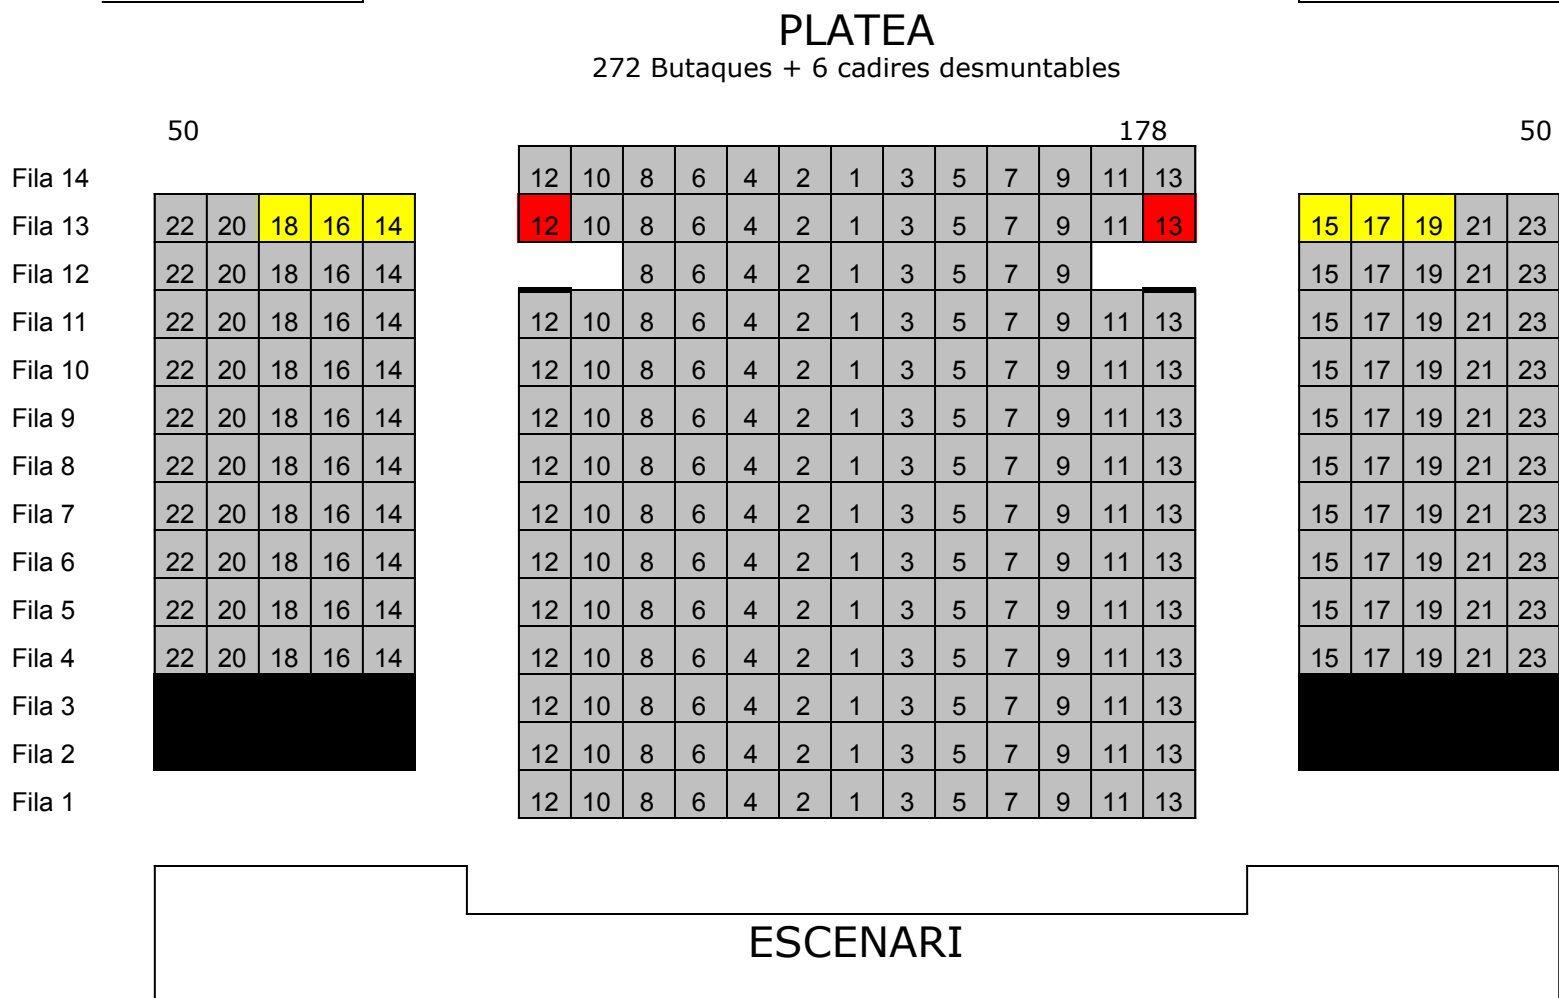 PLATEA
272 Butaques + 6 cadires desmuntables
50 178 50
Fila 14 12 10 8 6 4 2 1 3 5 7 9 11 13
Fila 13 22 20 18 16 14 12 10 8 6 4 2 1 3 5 7 9 11 13 15 17 19 21 23
Fila 12 22 20 18 16 14 8 6 4 2 1 3 5 7 9 15 17 19 21 23
Fila 11 22 20 18 16 14 12 10 8 6 4 2 1 3 5 7 9 11 13 15 17 19 21 23
Fila 10 22 20 18 16 14 12 10 8 6 4 2 1 3 5 7 9 11 13 15 17 19 21 23
Fila 9 22 20 18 16 14 12 10 8 6 4 2 1 3 5 7 9 11 13 15 17 19 21 23
Fila 8 22 20 18 16 14 12 10 8 6 4 2 1 3 5 7 9 11 13 15 17 19 21 23
Fila 7 22 20 18 16 14 12 10 8 6 4 2 1 3 5 7 9 11 13 15 17 19 21 23
Fila 6 22 20 18 16 14 12 10 8 6 4 2 1 3 5 7 9 11 13 15 17 19 21 23
Fila 5 22 20 18 16 14 12 10 8 6 4 2 1 3 5 7 9 11 13 15 17 19 21 23
Fila 4 22 20 18 16 14 12 10 8 6 4 2 1 3 5 7 9 11 13 15 17 19 21 23
Fila 3 12 10 8 6 4 2 1 3 5 7 9 11 13
Fila 2 12 10 8 6 4 2 1 3 5 7 9 11 13
Fila 1 12 10 8 6 4 2 1 3 5 7 9 11 13
ESCENARI